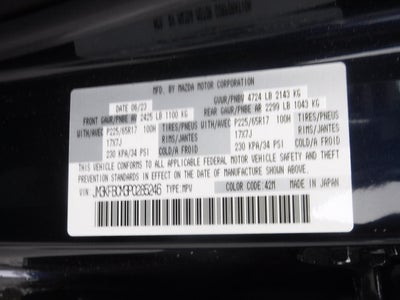 MFD. BY MAZDA MOTOR CORPORATION
DATE 06/23 GVWR/PNBV 4724 LB 2143 KG
FRONT GAWR/PNBE AV 2425 LB 1100 KG REAR GAWR/PNBE AR 2299 LB 1043 KG
WITH/AVEC P225/65R17 100H TIRES/PNEUS WITH/AVEC P225/65R17 100H TIRES/PNEUS
17X7J RIMS/JANTES 17X7J RIMS/JANTES
230 KPA/34 PSI COLD/A FROID 230 KPA/34 PSI COLD/A FROID
THIS VEHICLE CONFORMS TO ALL APPLICABLE FEDERAL MOTOR VEHICLE SAFETY, BUMPER,
AND THEFT PREVENTION STANDARDS IN EFFECT ON THE DATE OF MANUFACTURE SHOWN ABOVE.
VIN: JM3KFBCM3P0285246 TYPE:MPV COLOR CODE:42M MADE IN JAPAN